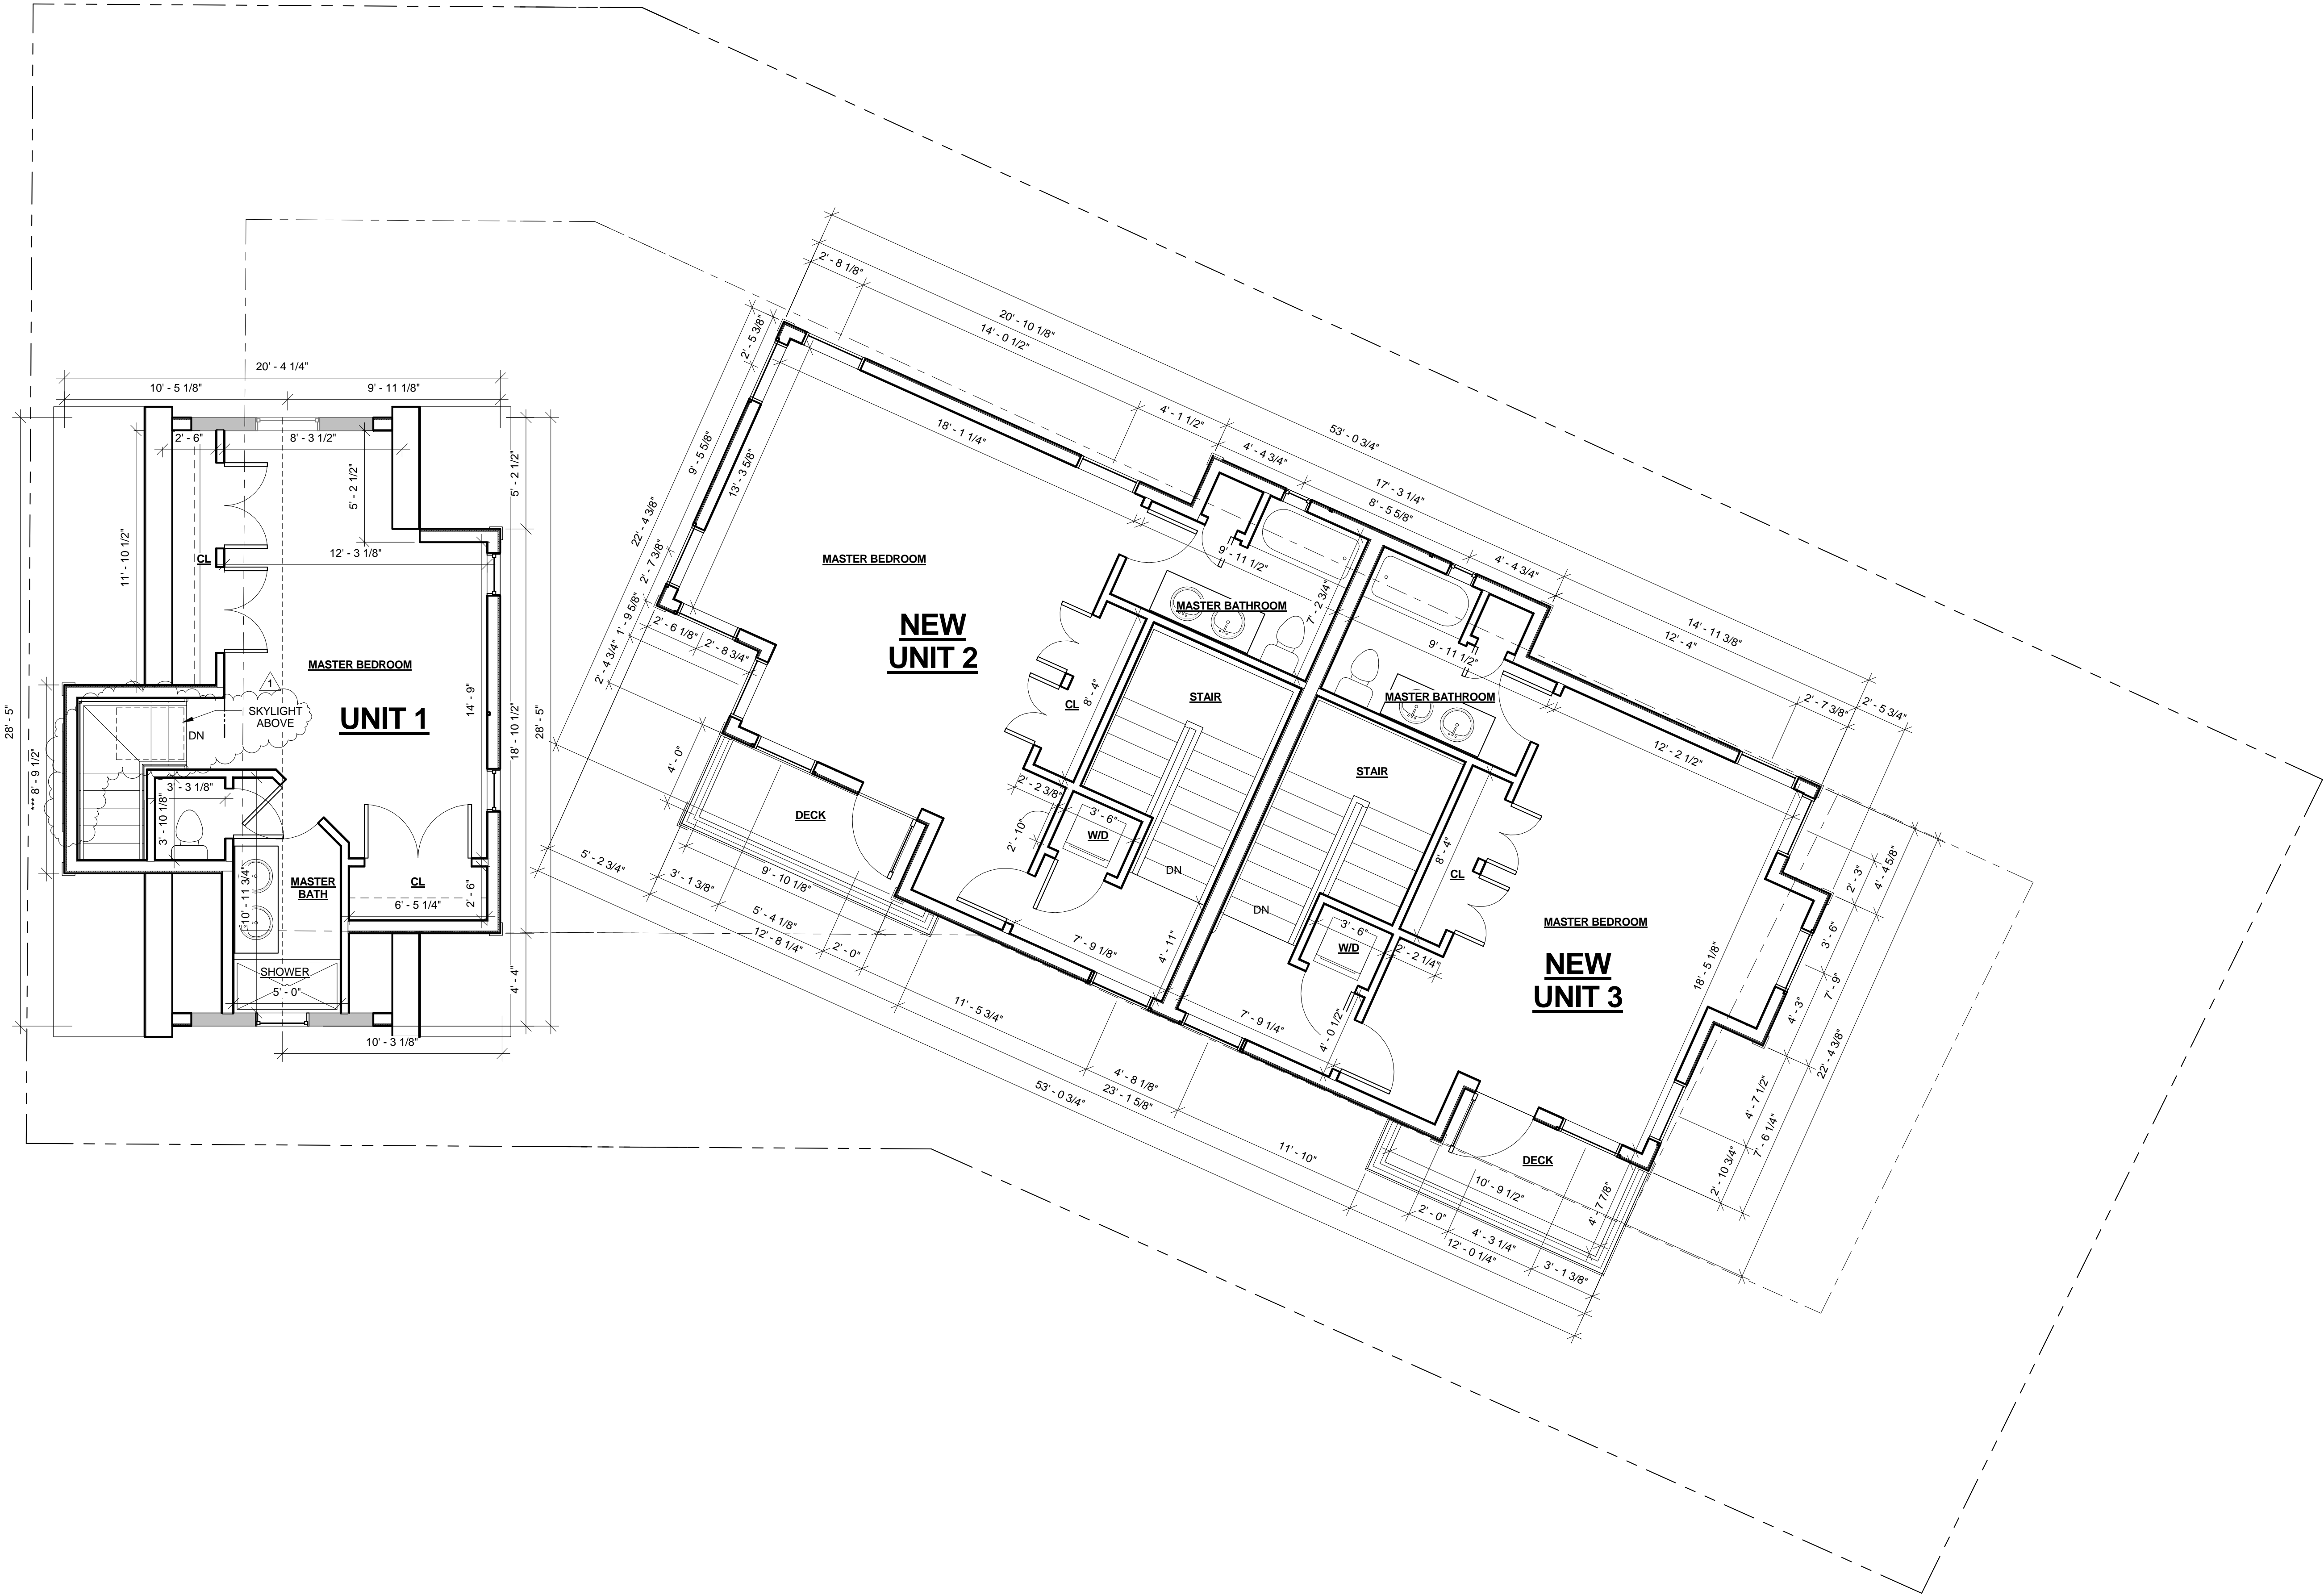 20' - 4 1/4"
10' - 5 1/8"
9' - 11 1/8"
2' - 6"
8' - 3 1/2"
5' - 2 1/2"
5' - 2 1/2"
11' - 10 1/2"
CL
12' - 3 1/8"
MASTER BEDROOM
1
SKYLIGHT
ABOVE
UNIT 1
14' - 9"
DN
28' - 5"
18' - 10 1/2"
28' - 5"
*** 8' - 9 1/2"
3' - 3 1/8"
3' - 10 1/8"
10' - 11 3/4"
MASTER
BATH
CL
6' - 5 1/4"
2' - 6"
SHOWER
5' - 0"
4' - 4"
10' - 3 1/8"
2' - 8 1/8"
20' - 10 1/8"
14' - 0 1/2"
2' - 5 3/8"
4' - 1 1/2"
53' - 0 3/4"
18' - 1 1/4"
4' - 4 3/4"
9' - 5 5/8"
13' - 3 5/8"
17' - 3 1/4"
8' - 5 5/8"
22' - 4 3/8"
2' - 7 3/8"
MASTER BEDROOM
9' - 11 1/2"
4' - 4 3/4"
1' - 9 5/8"
2' - 4 3/4"
2' - 6 1/8"
2' - 8 3/4"
NEW
UNIT 2
MASTER BATHROOM
7' - 2 3/4"
14' - 11 3/8"
12' - 4"
9' - 11 1/2"
CL
8' - 4"
STAIR
MASTER BATHROOM
2' - 7 3/8"
2' - 5 3/4"
4' - 0"
12' - 2 1/2"
STAIR
2' - 2 3/8"
3' - 6"
DECK
W/D
2' - 10"
5' - 2 3/4"
3' - 1 3/8"
9' - 10 1/8"
DN
8' - 4"
CL
2' - 3"
4' - 4 5/8"
5' - 4 1/8"
12' - 8 1/4"
2' - 0"
DN
7' - 9 1/8"
4' - 11"
3' - 6"
W/D
2' - 2 1/4"
MASTER BEDROOM
3' - 6"
NEW
UNIT 3
18' - 5 1/8"
7' - 9"
4' - 3"
11' - 5 3/4"
7' - 9 1/4"
4' - 0 1/2"
22' - 4 3/8"
4' - 8 1/8"
23' - 1 5/8"
53' - 0 3/4"
4' - 7 1/2"
7' - 6 1/4"
11' - 10"
DECK
2' - 10 3/4"
10' - 9 1/2"
4' - 7 7/8"
2' - 0"
4' - 3 1/4"
12' - 0 1/4"
3' - 1 3/8"